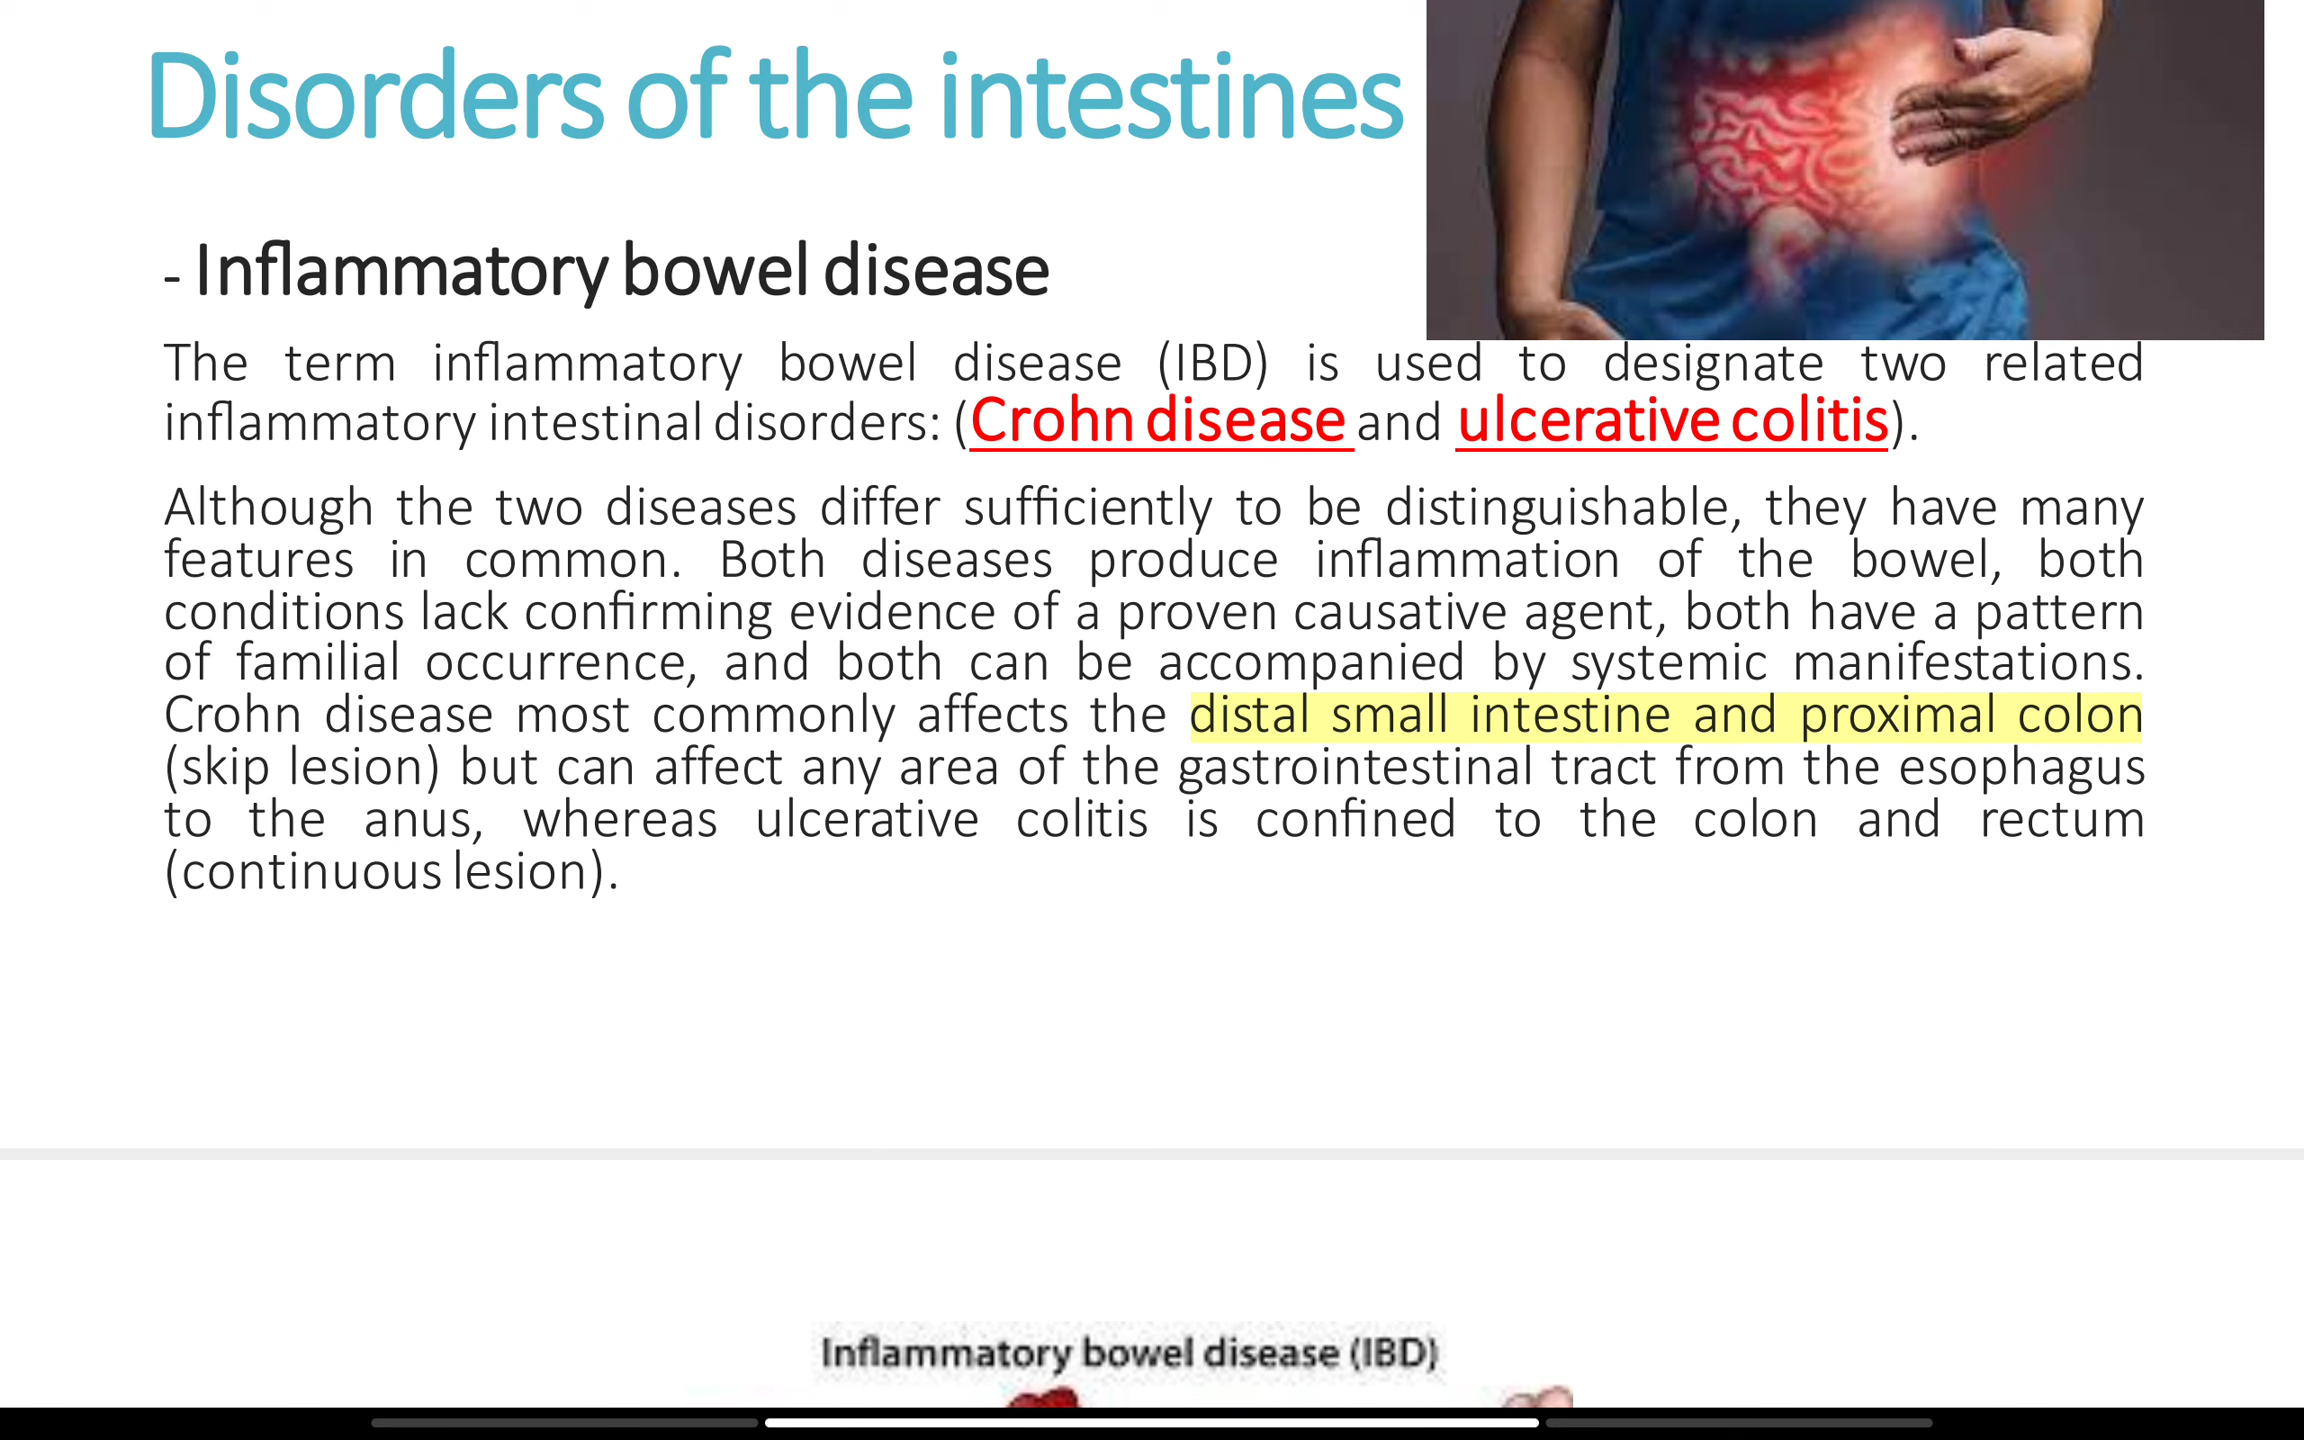 Disorders of the intestines
- Inflammatory bowel disease
The term inflammatory bowel disease (IBD) is used to designate two related
inflammatory intestinal disorders: (Crohn disease and ulcerative colitis).
Although the two diseases differ sufficiently to be distinguishable, they have many
features in common. Both diseases produce inflammation of the bowel, both
conditions lack confirming evidence of a proven causative agent, both have a pattern
of familial occurrence, and both can be accompanied by systemic manifestations.
Crohn disease most commonly affects the distal small intestine and proximal colon
(skip lesion) but can affect any area of the gastrointestinal tract from the esophagus
to the anus, whereas ulcerative colitis is confined to the colon and rectum
(continuous lesion).
Inflammatory bowel disease (IBD)